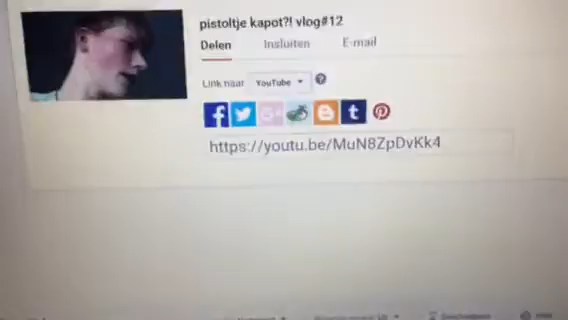 pistoltje kapot?! vlog#12
Delen Insluiten E-mail
Link naar YouTube ?
f G+ B t
https://youtu.be/MuN8ZpDvKk4